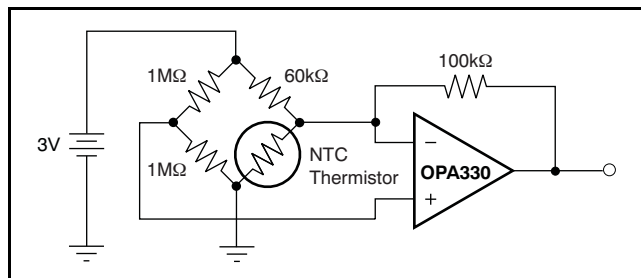 1MΩ
60kΩ
100kΩ
3V
1MΩ
NTC
Thermistor
−
OPA330
+